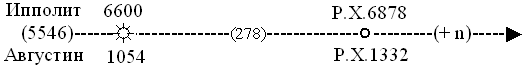 Ипполит 6600 Р.Х.6878
(5546) (278) (+ n)
Августин 1054 Р.Х.1332